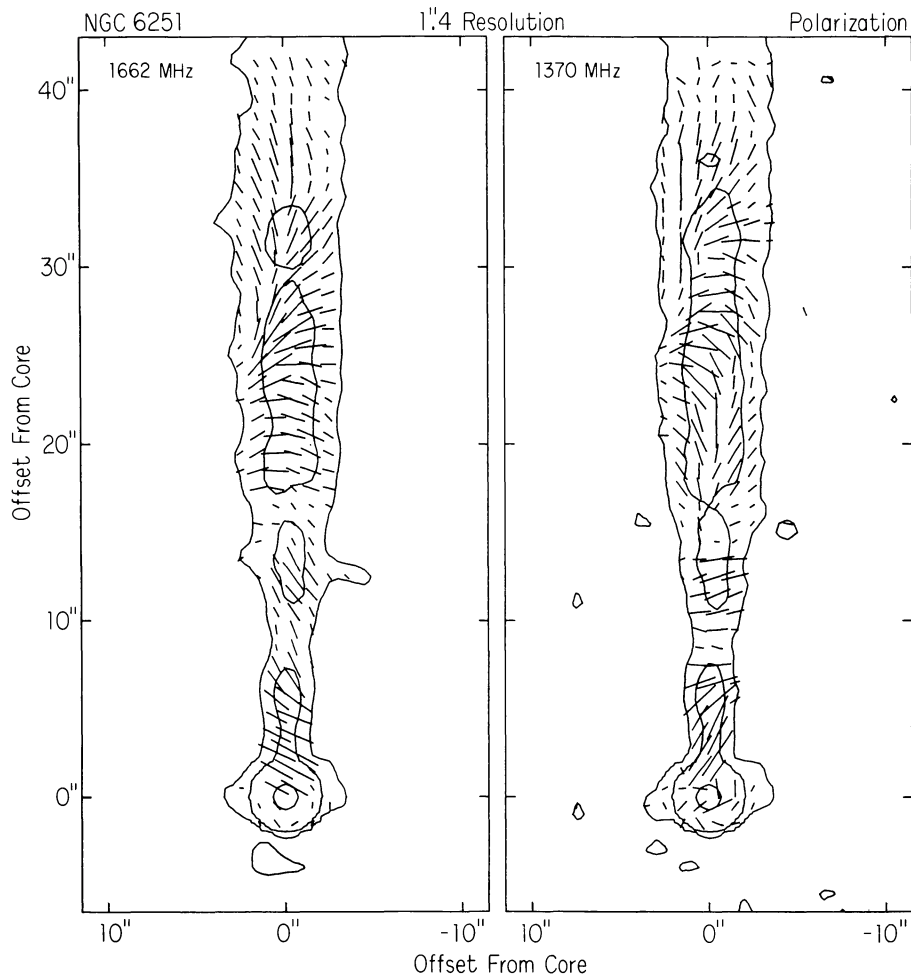 NGC 6251 1".4 Resolution Polarization
1662 MHz
1370 MHz
40"
30"
20"
10"
0"
Offset From Core
10" 0" -10" 10" 0" -10"
Offset From Core